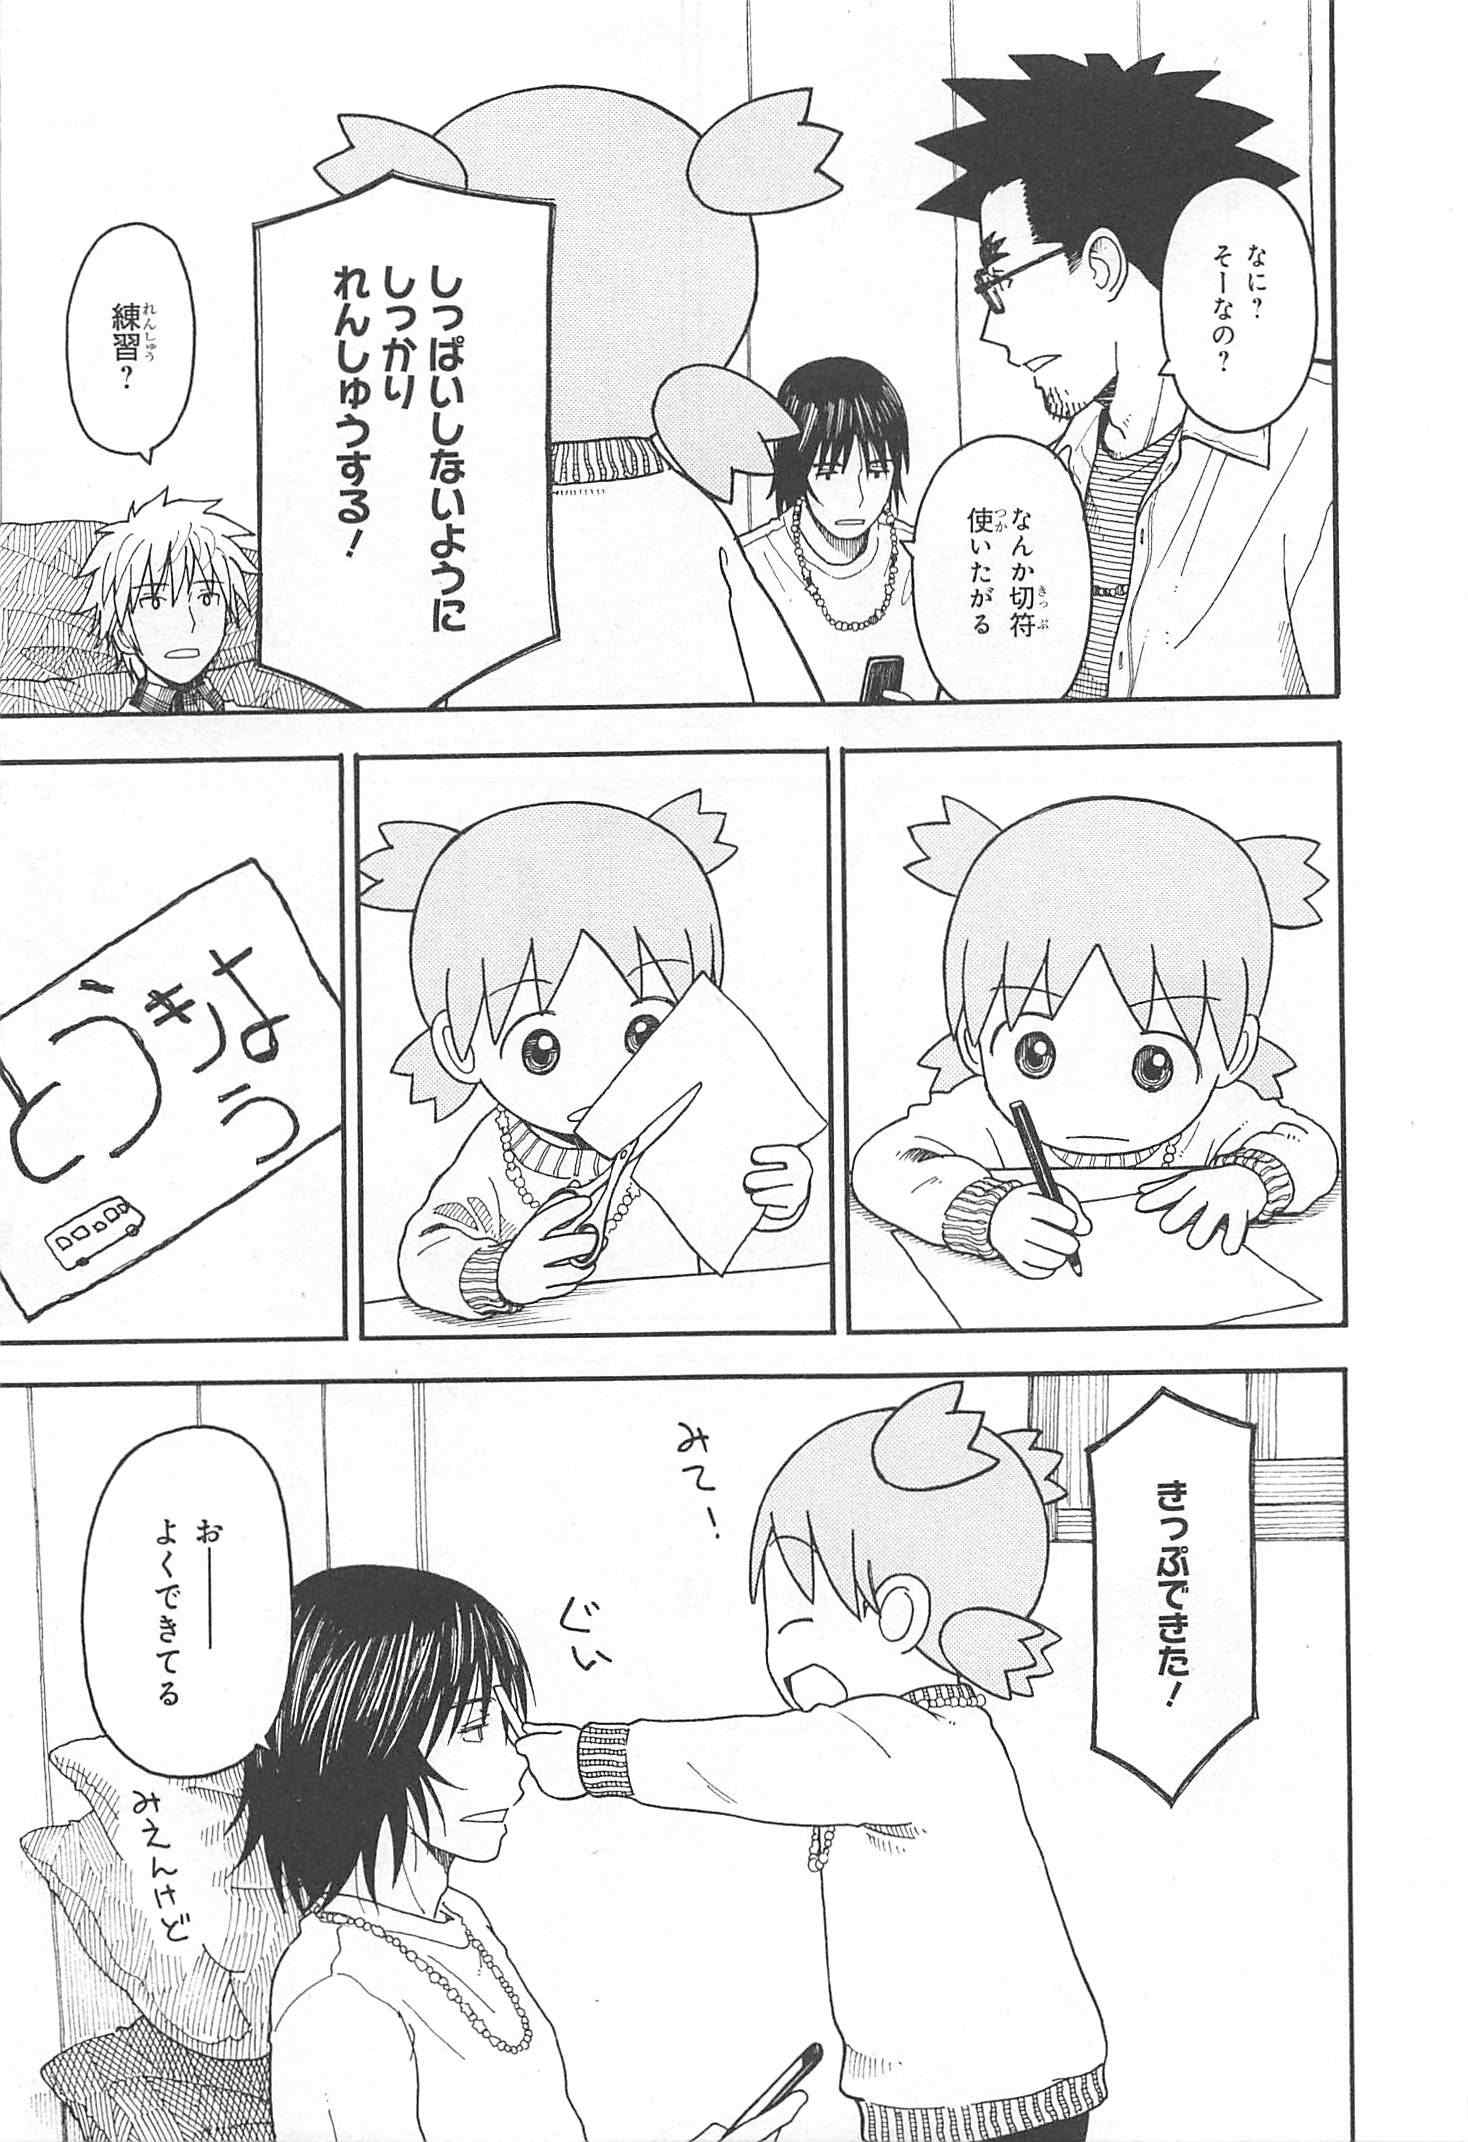 なに?
そーなの?
なんか切符
使いたがる
しっぱいしないように
しっかり
れんしゅうする!
練習?
とうきょう
きっぷできた!
みて!
ぐい
おーーー
よくできてる
みえんけど